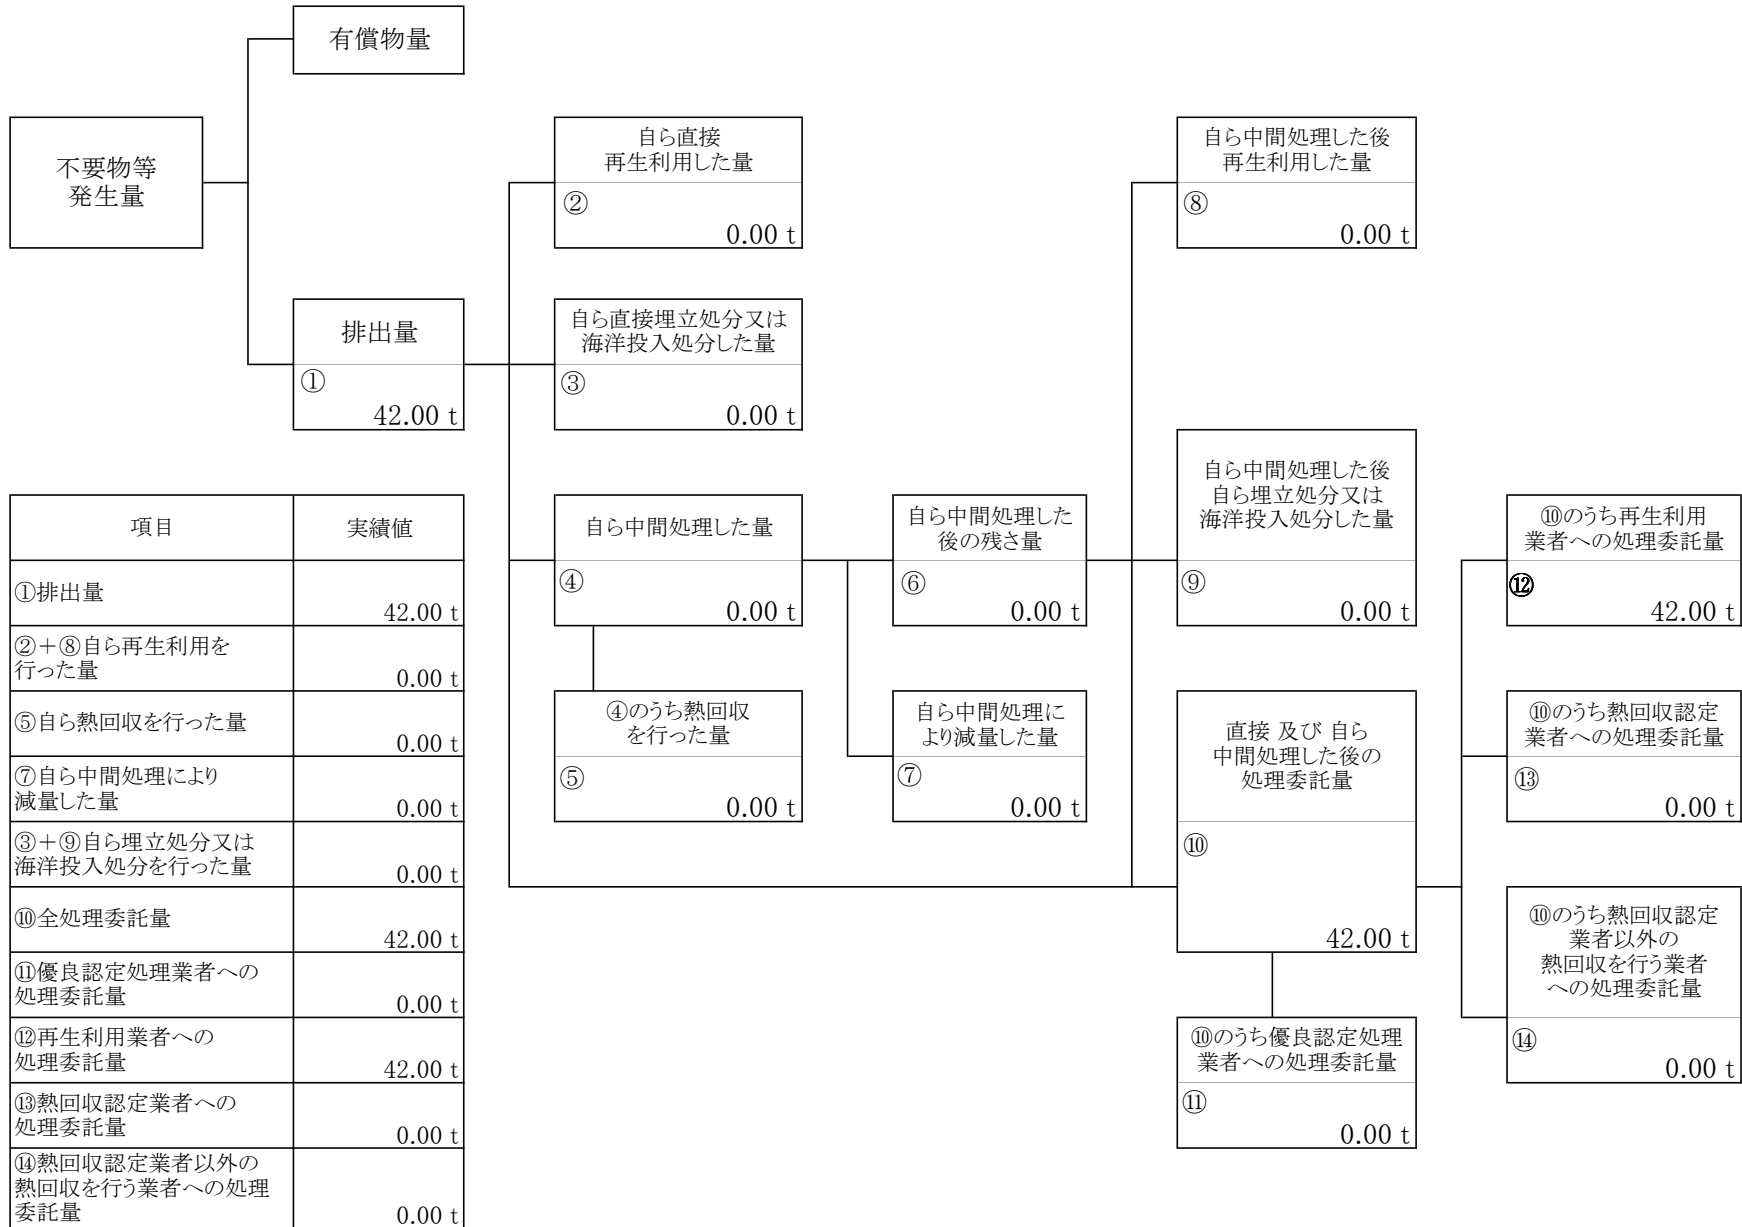 有償物量
不要物等
発生量
自ら直接
再生利用した量
②
0.00 t
自ら中間処理した後
再生利用した量
⑧
0.00 t
排出量
①
42.00 t
自ら直接埋立処分又は
海洋投入処分した量
③
0.00 t
自ら中間処理した量
④
0.00 t
自ら中間処理した
後の残さ量
⑥
0.00 t
自ら中間処理した後
自ら埋立処分又は
海洋投入処分した量
⑨
0.00 t
⑩のうち再生利用
業者への処理委託量
⑫
42.00 t
④のうち熱回収
を行った量
⑤
0.00 t
自ら中間処理に
より減量した量
⑦
0.00 t
直接 及び 自ら
中間処理した後の
処理委託量
⑩
42.00 t
⑩のうち熱回収認定
業者への処理委託量
⑬
0.00 t
⑩のうち熱回収認定
業者以外の
熱回収を行う業者
への処理委託量
⑭
0.00 t
⑩のうち優良認定処理
業者への処理委託量
⑪
0.00 t
項目 実績値
①排出量
42.00 t
②＋⑧自ら再生利用を
行った量
0.00 t
⑤自ら熱回収を行った量
0.00 t
⑦自ら中間処理により
減量した量
0.00 t
③＋⑨自ら埋立処分又は
海洋投入処分を行った量
0.00 t
⑩全処理委託量
42.00 t
⑪優良認定処理業者への
処理委託量
0.00 t
⑫再生利用業者への
処理委託量
42.00 t
⑬熱回収認定業者への
処理委託量
0.00 t
⑭熱回収認定業者以外の
熱回収を行う業者への処理
委託量
0.00 t